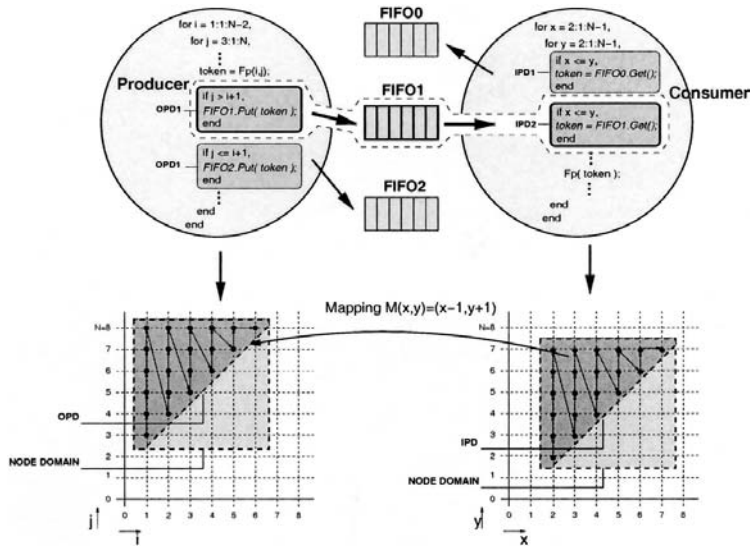 for i = 1:1:N-2,
for j = 3:1:N,
token = Fp(i,j);
Producer
if j > i+1,
FIFO1.Put( token );
end
OPD1
if j <= i+1,
FIFO2.Put( token );
end
OPD1
end
end
FIFO0
FIFO1
FIFO2
for x = 2:1:N-1,
for y = 2:1:N-1,
if x <= y,
token = FIFO0.Get();
end
IPD1
Consumer
if x <= y,
token = FIFO1.Get();
end
IPD2
Fp( token );
end
end
Mapping M(x,y)=(x-1,y+1)
N=8
7
6
5
4
3
2
1
0
0 1 2 3 4 5 6 7 8
OPD
NODE DOMAIN
j
i
N=8
7
6
5
4
3
2
1
0
0 1 2 3 4 5 6 7 8
IPD
NODE DOMAIN
y
x